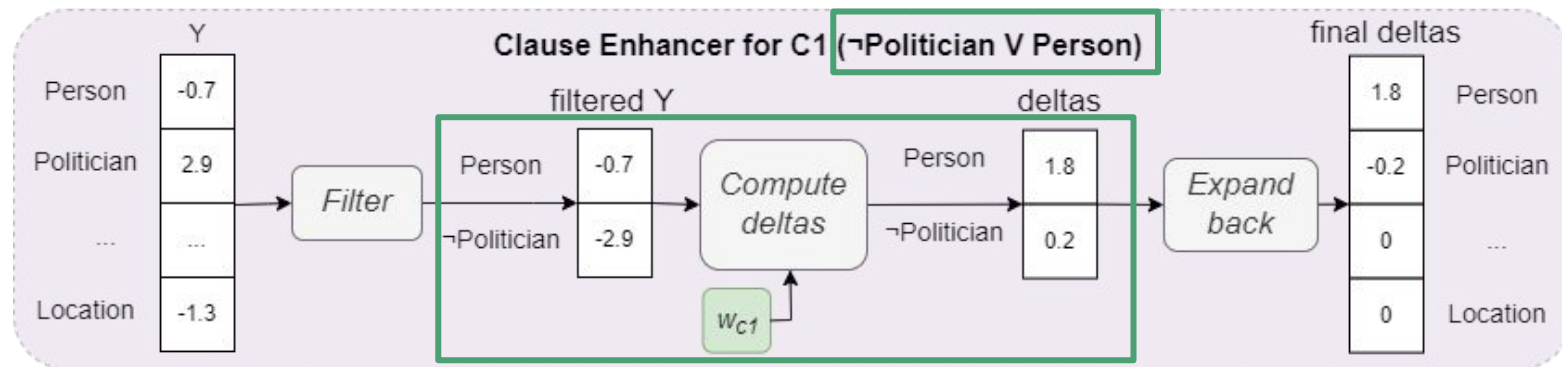 Clause Enhancer for C1 (¬Politician V Person)
Y
Person
-0.7
Politician
2.9
...
...
Location
-1.3
Filter
filtered Y
Person
-0.7
¬Politician
-2.9
Compute
deltas
wC1
deltas
Person
1.8
¬Politician
0.2
Expand
back
final deltas
1.8
Person
-0.2
Politician
0
...
0
Location